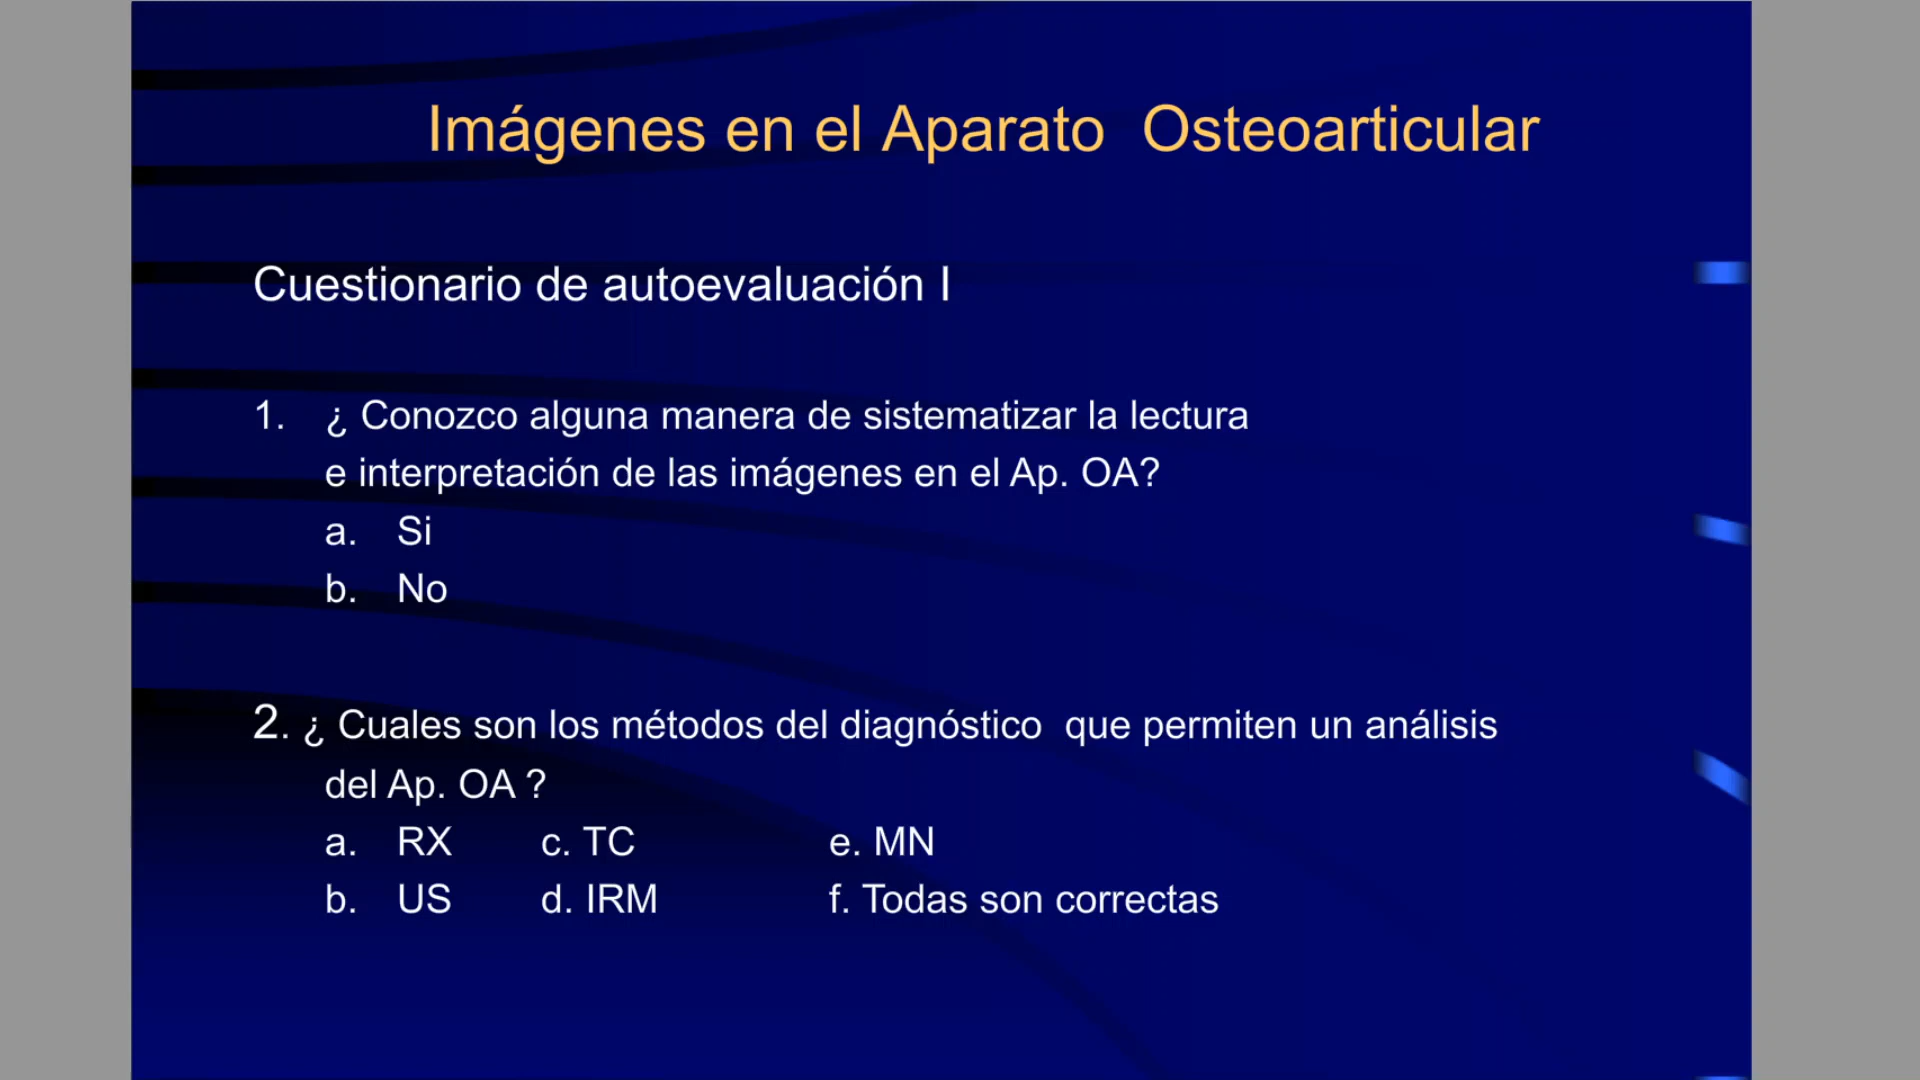 Imágenes en el Aparato Osteoarticular
Cuestionario de autoevaluación I
1. ¿ Conozco alguna manera de sistematizar la lectura
e interpretación de las imágenes en el Ap. OA?
a. Si
b. No
2. ¿ Cuales son los métodos del diagnóstico que permiten un análisis
del Ap. OA ?
a. RX c. TC e. MN
b. US d. IRM f. Todas son correctas